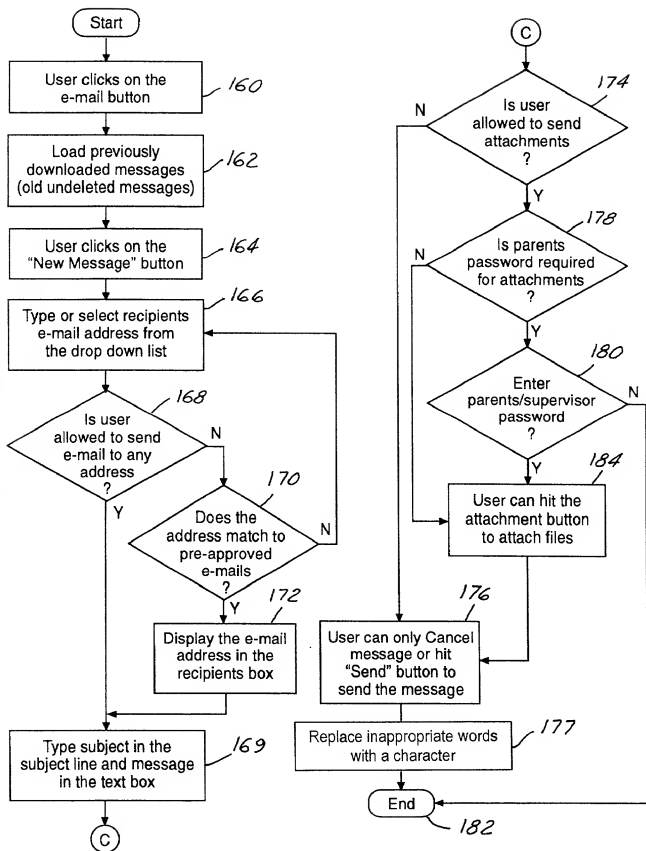 Start
User clicks on the
e-mail button
160
Load previously
downloaded messages
(old undeleted messages)
162
User clicks on the
"New Message" button
164
166
Type or select recipients
e-mail address from
the drop down list
168
Is user
allowed to send
e-mail to any
address
?
N
Y
170
Does the
address match to
pre-approved
e-mails
?
N
Y
172
Display the e-mail
address in the
recipients box
Type subject in the
subject line and message
in the text box
169
C
C
174
Is user
allowed to send
attachments
?
N
Y
178
Is parents
password required
for attachments
?
N
Y
180
Enter
parents/supervisor
password
?
N
Y
184
User can hit the
attachment button
to attach files
176
User can only Cancel
message or hit
"Send" button to
send the message
Replace inappropriate words
with a character
177
End
182